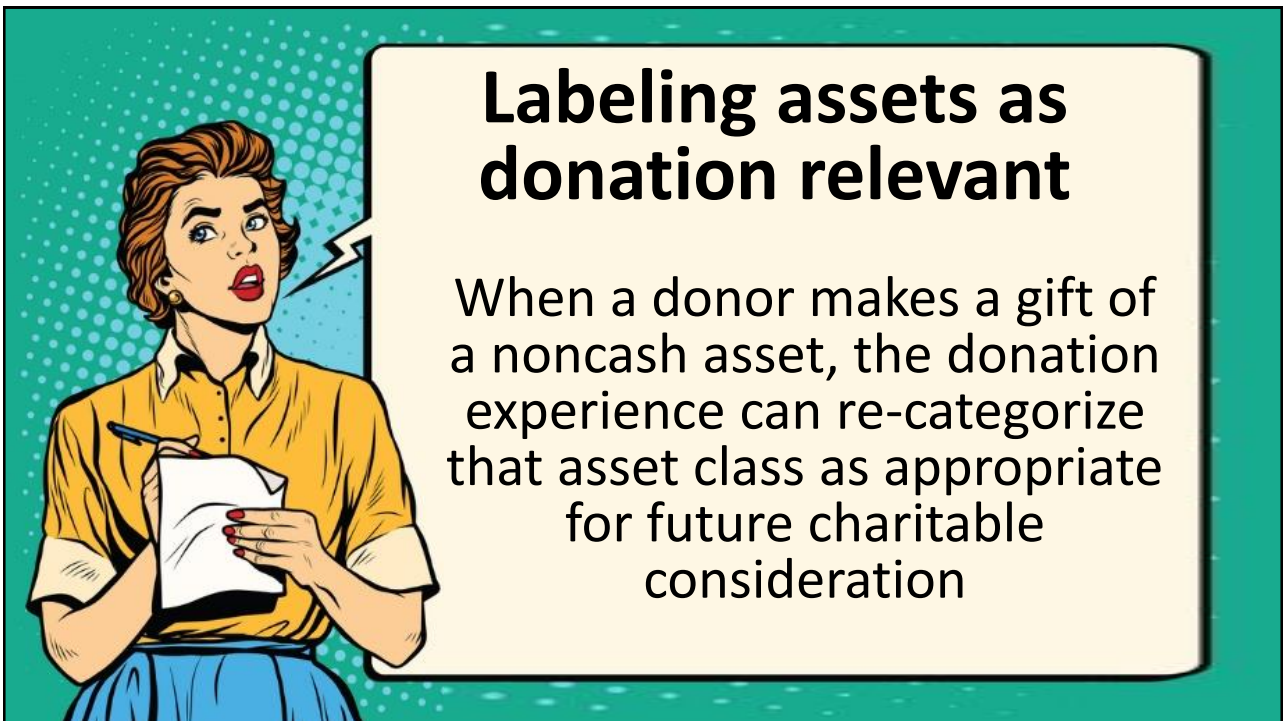 Labeling assets as
donation relevant
When a donor makes a gift of
a noncash asset, the donation
experience can re-categorize
that asset class as appropriate
for future charitable
consideration